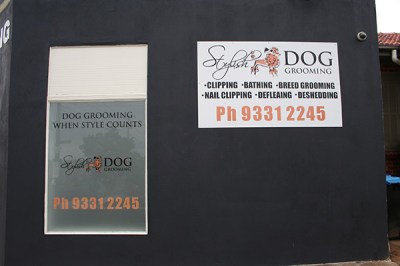 NG
DOG GROOMING
WHEN STYLE COUNTS
Stylish DOG
GROOMING
Ph 9331 2245
Stylish DOG
GROOMING
•CLIPPING •BATHING •BREED GROOMING
•NAIL CLIPPING •DEFLEAING •DESHEDDING
Ph 9331 2245